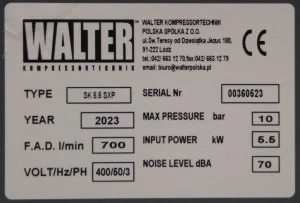 WALTER
KOMPRESSORTECHNIK
WALTER KOMPRESSORTECHNIK
POLSKA SPÓŁKA Z O.O.
ul.Sw.Teresy od Dzieciątka Jezus 180,
91-222 Łódź
tel:042/ 663 12 70,fax:042/ 663 12 79
email: biuro@walterpolska.pl
CE
TYPE SK 5.5 SXP
SERIAL Nr 00360523
YEAR 2023
MAX PRESSURE bar 10
F.A.D. l/min 700
INPUT POWER kW 5.5
VOLT/Hz/PH 400/50/3
NOISE LEVEL dBA 70